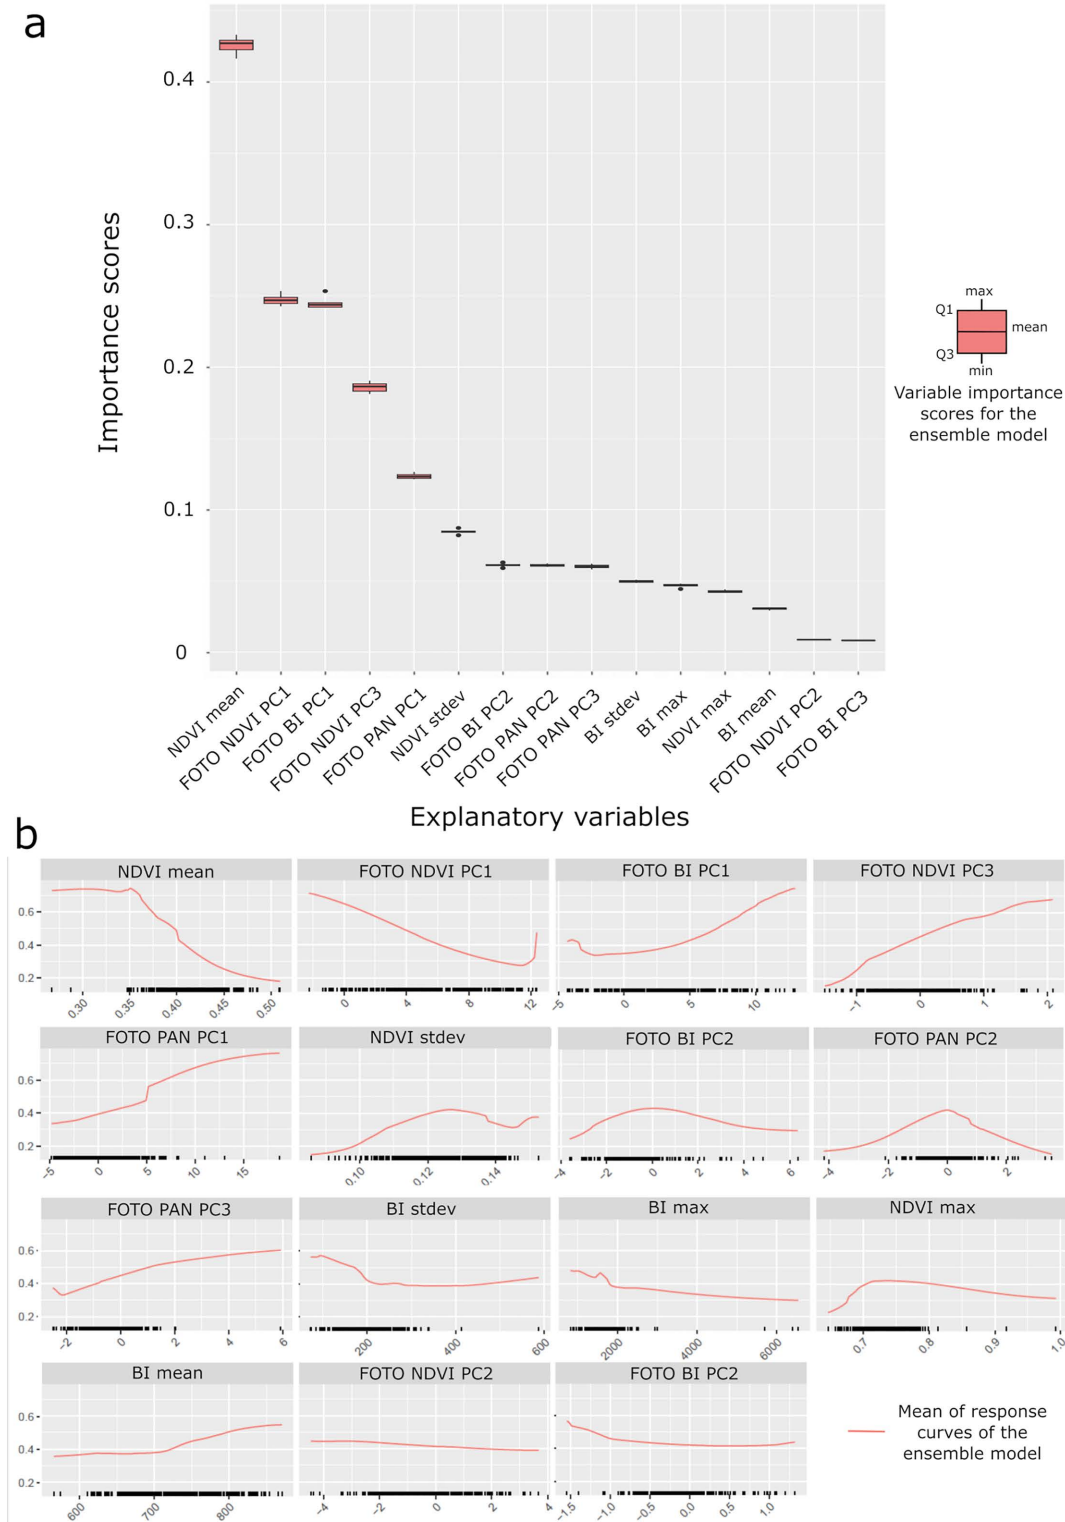 a
0.4
0.3
0.2
0.1
0
Importance scores
max
Q1
mean
Q3
min
Variable importance
scores for the
ensemble model
NDVI mean
FOTO NDVI PC1
FOTO BI PC1
FOTO NDVI PC3
FOTO PAN PC1
NDVI stdev
FOTO BI PC2
FOTO PAN PC2
FOTO PAN PC3
BI stdev
BI max
NDVI max
BI mean
FOTO NDVI PC2
FOTO BI PC3
Explanatory variables
b
NDVI mean FOTO NDVI PC1 FOTO BI PC1 FOTO NDVI PC3
0.6
0.4
0.2
0.30 0.35 0.40 0.45 0.50 0 4 8 12 -5 0 5 10 -1 0 1 2
FOTO PAN PC1 NDVI stdev FOTO BI PC2 FOTO PAN PC2
0.6
0.4
0.2
-5 0 5 10 15 0.10 0.12 0.14 -4 -2 0 2 4 6 -4 -2 0 2
FOTO PAN PC3 BI stdev BI max NDVI max
0.6
0.4
0.2
-2 0 2 4 6 200 400 600 2000 4000 6000 0.7 0.8 0.9 1.0
BI mean FOTO NDVI PC2 FOTO BI PC2
0.6
0.4
0.2
600 700 800 -4 -2 0 2 4 -1.5 -1.0 -0.5 0.0 0.5 1.0
Mean of response
curves of the
ensemble model